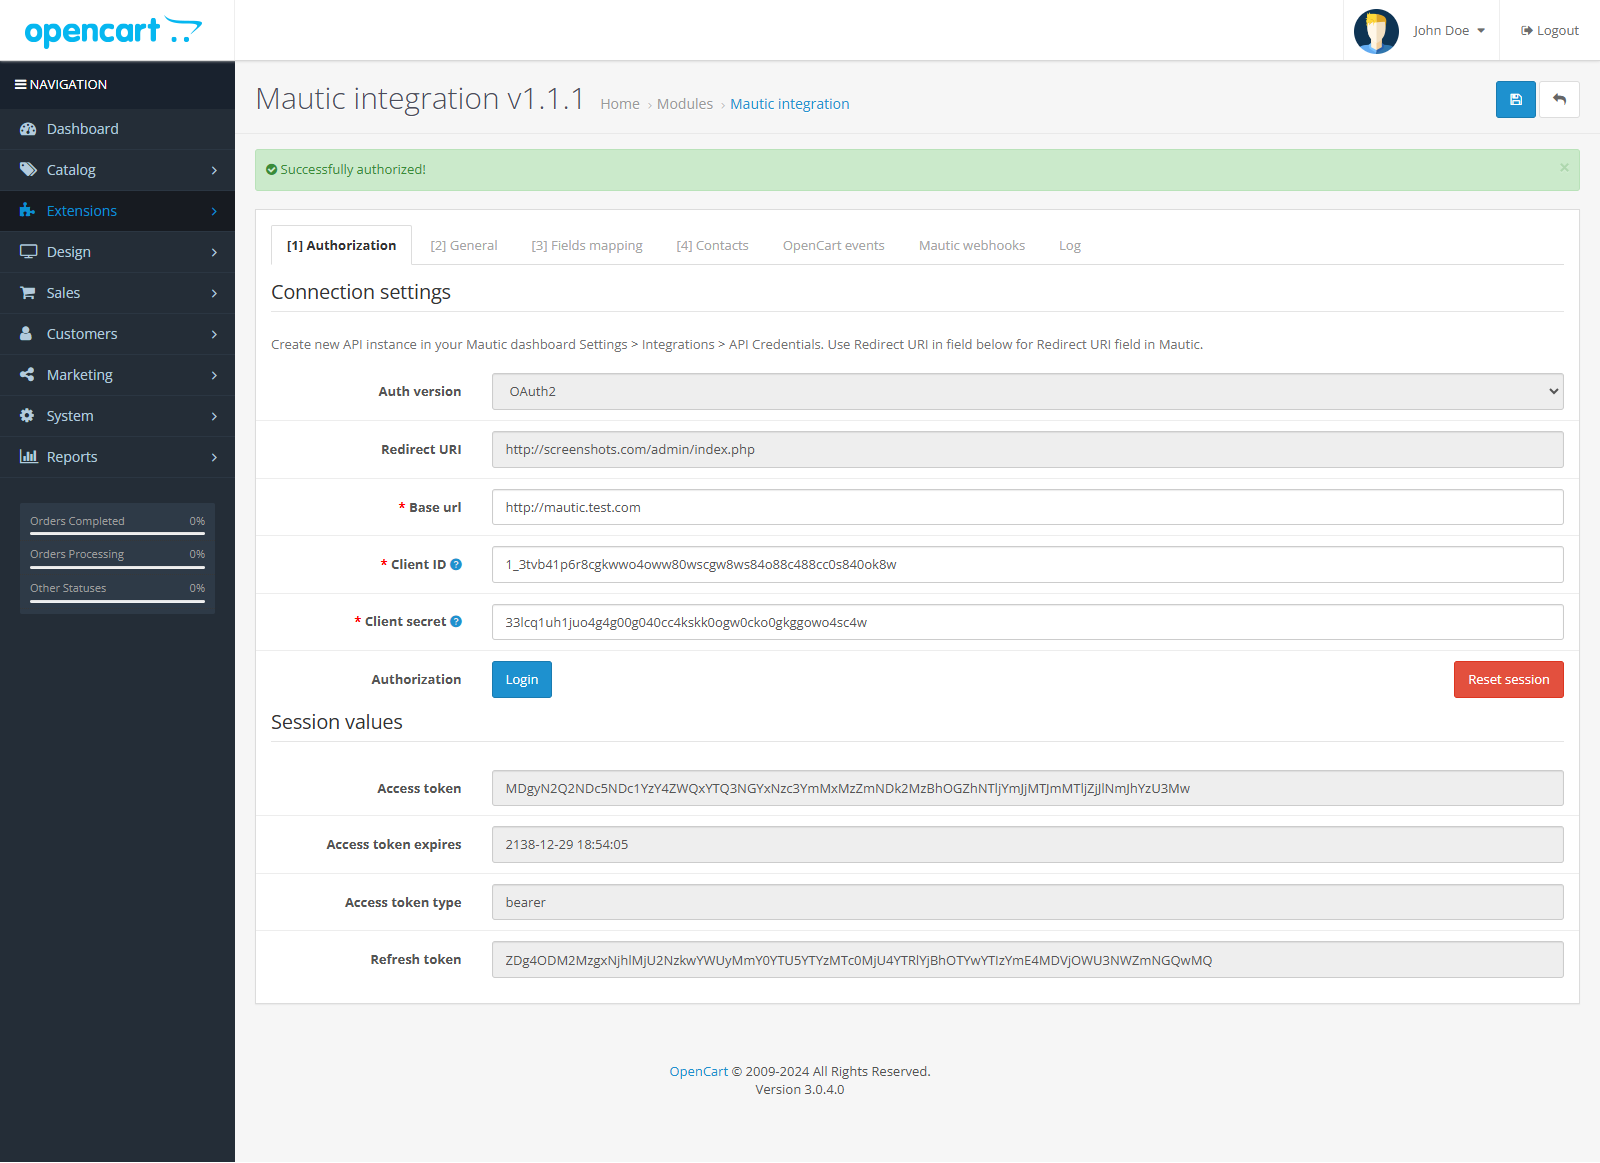 opencart
John Doe
Logout
NAVIGATION
Dashboard
Catalog
Extensions
Design
Sales
Customers
Marketing
System
Reports
Orders Completed 0%
Orders Processing 0%
Other Statuses 0%
Mautic integration v1.1.1
Home › Modules › Mautic integration
Successfully authorized!
×
[1] Authorization [2] General [3] Fields mapping [4] Contacts OpenCart events Mautic webhooks Log
Connection settings
Create new API instance in your Mautic dashboard Settings > Integrations > API Credentials. Use Redirect URI in field below for Redirect URI field in Mautic.
Auth version OAuth2
Redirect URI http://screenshots.com/admin/index.php
* Base url http://mautic.test.com
* Client ID 1_3tvb41p6r8cgkwwo4oww80wscgw8ws84o88c488cc0s840ok8w
* Client secret 33lcq1uh1juo4g4g00g040cc4kskk0ogw0cko0gkggowo4sc4w
Authorization Login Reset session
Session values
Access token MDgyN2Q2NDc5NDc1YzY4ZWQxYTQ3NGYxNzc3YmMxMzZmNDk2MzBhOGZhNTljYmJjMTJmMTljZjJlNmJhYzU3Mw
Access token expires 2138-12-29 18:54:05
Access token type bearer
Refresh token ZDg4ODM2MzgxNjhlMjU2NzkwYWUyMmY0YTU5YTYzMTc0MjU4YTRlYjBhOTYwYTIzYmE4MDVjOWU3NWZmNGQwMQ
OpenCart © 2009-2024 All Rights Reserved.
Version 3.0.4.0